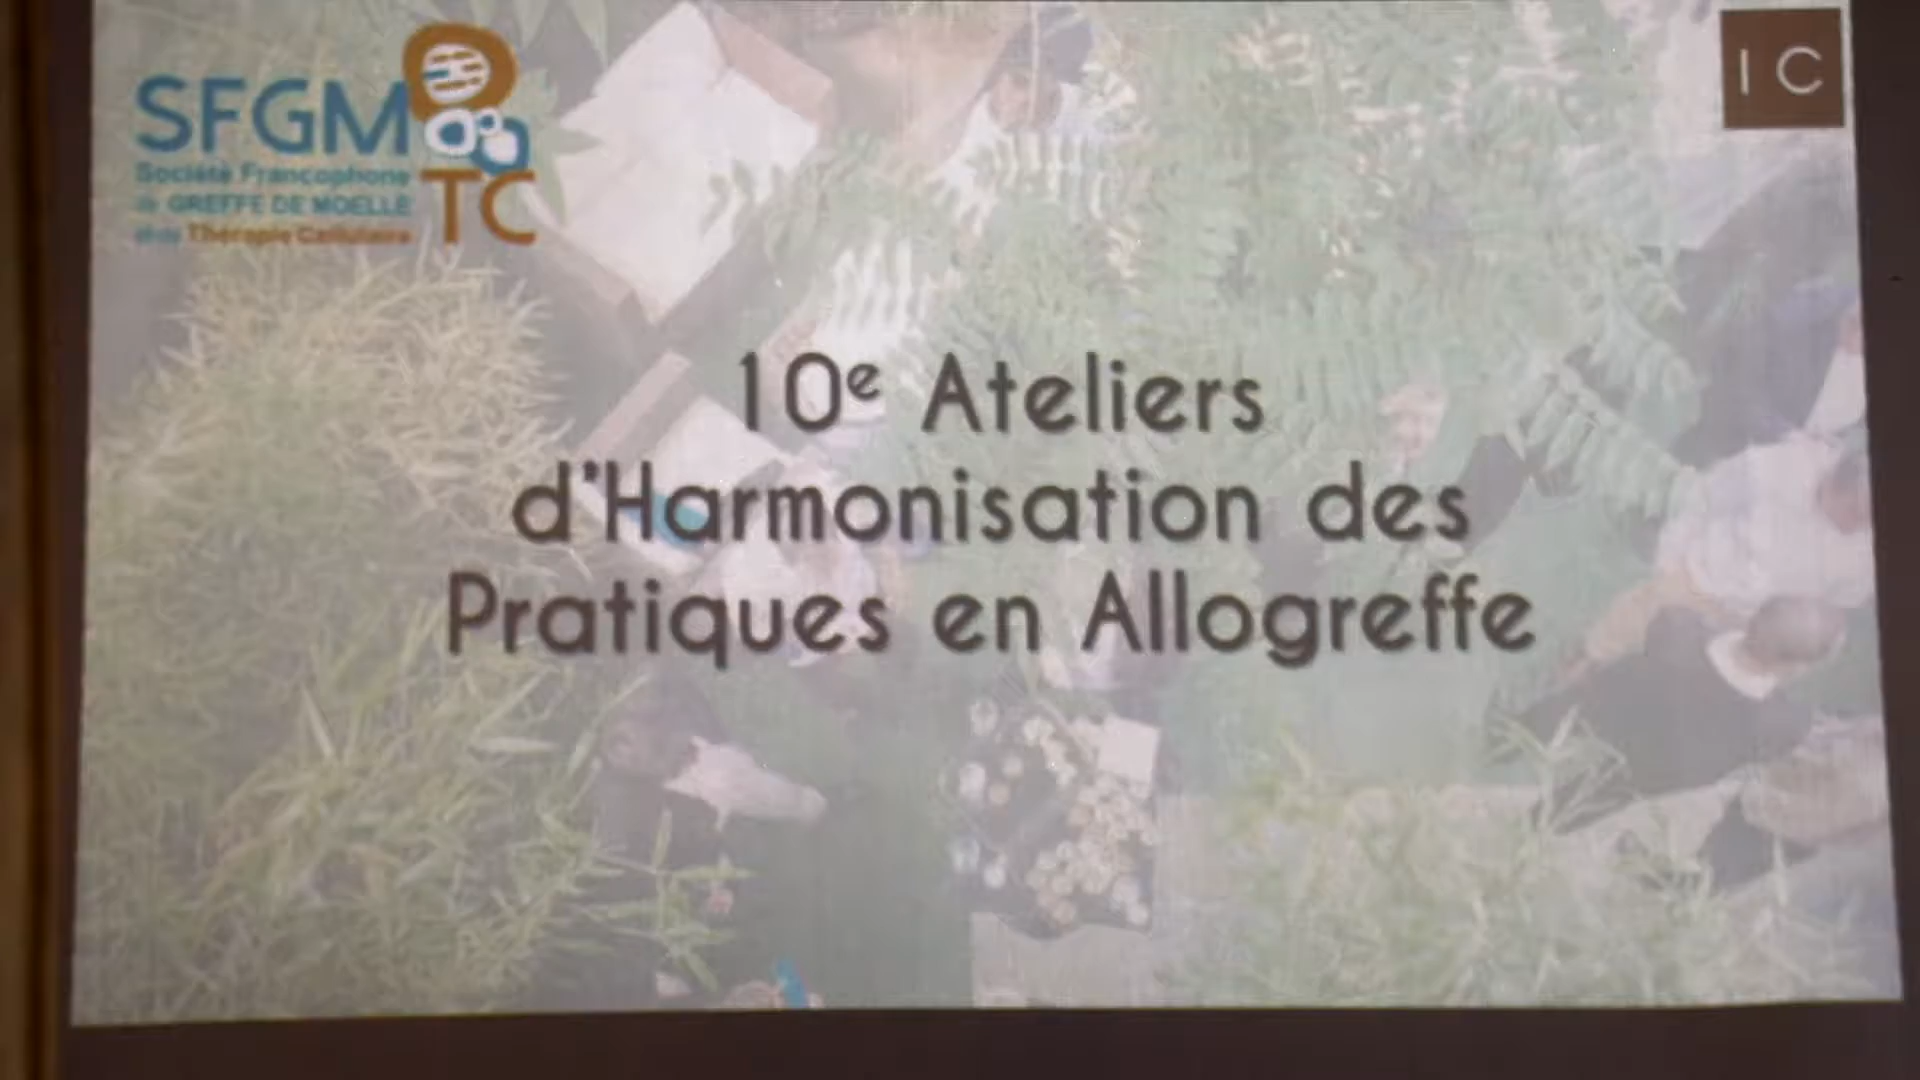 SFGM
TC
Société Francophone
de GREFFE DE MOELLE
et de Thérapie Cellulaire
I C
10e Ateliers
d'Harmonisation des
Pratiques en Allogreffe